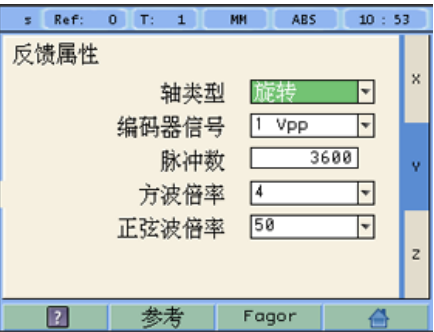 s Ref: 0 T: 1 MM ABS 10 : 53
反馈属性
X
轴类型 旋转
编码器信号 1 Vpp
脉冲数 3600
Y
方波倍率 4
正弦波倍率 50
Z
? 参考 Fagor